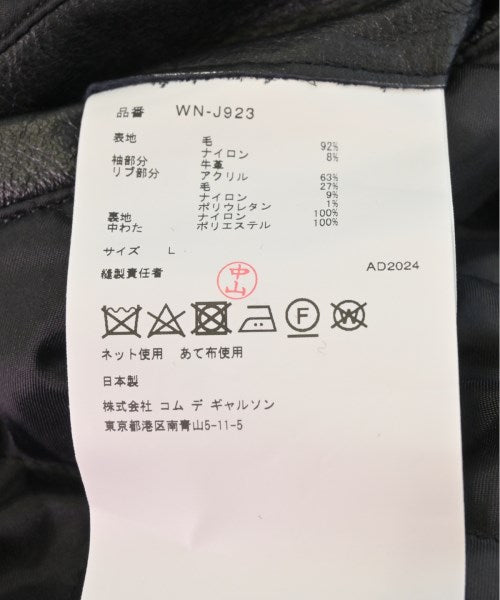 品番 WN-J923
表地 毛 92%
ナイロン 8%
袖部分 牛革
リブ部分 アクリル 63%
毛 27%
ナイロン 9%
ポリウレタン 1%
裏地 ナイロン 100%
中わた ポリエステル 100%
サイズ L
縫製責任者 中山 AD2024
F W
ネット使用 あて布使用
日本製
株式会社 コム デ ギャルソン
東京都港区南青山5-11-5